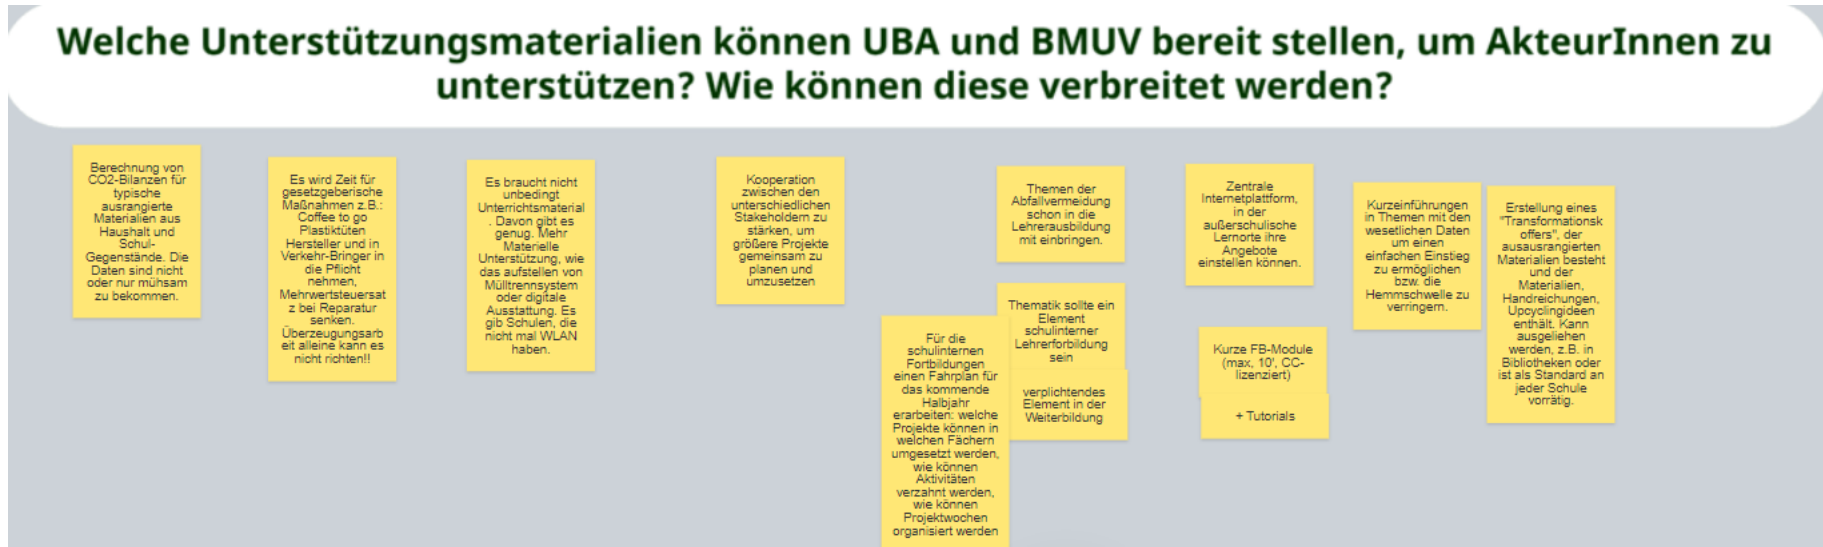 Welche Unterstützungsmaterialien können UBA und BMUV bereit stellen, um AkteurInnen zu
unterstützen? Wie können diese verbreitet werden?
Berechnung von
CO2-Bilanzen für
typische
ausrangierte
Materialien aus
Haushalt und
Schul-
Gegenstände. Die
Daten sind nicht
oder nur mühsam
zu bekommen.
Es wird Zeit für
gesetzgeberische
Maßnahmen z.B.:
Coffee to go
Plastiktüten
Hersteller und in
Verkehr-Bringer in
die Pflicht
nehmen,
Mehrwertsteuersat
z bei Reparatur
senken.
Überzeugungsarb
eit alleine kann es
nicht richten!!
Es braucht nicht
unbedingt
Unterrichtsmaterial
. Davon gibt es
genug. Mehr
Materielle
Unterstützung, wie
das aufstellen von
Mülltrennsystem
oder digitale
Ausstattung. Es
gib Schulen, die
nicht mal WLAN
haben.
Kooperation
zwischen den
unterschiedlichen
Stakeholdern zu
stärken, um
größere Projekte
gemeinsam zu
planen und
umzusetzen
Für die
schulinternen
Fortbildungen
einen Fahrplan für
das kommende
Halbjahr
erarbeiten: welche
Projekte können in
welchen Fächern
umgesetzt werden,
wie können
Aktivitäten
verzahnt werden,
wie können
Projektwochen
organisiert werden
Themen der
Abfallvermeidung
schon in die
Lehrerausbildung
mit einbringen.
Thematik sollte ein
Element
schulinterner
Lehrerforbildung
sein
verplichtendes
Element in der
Weiterbildung
Zentrale
Internetplattform,
in der
außerschulische
Lernorte ihre
Angebote
einstellen können.
Kurze FB-Module
(max, 10', CC-
lizenziert)
+ Tutorials
Kurzeinführungen
in Themen mit den
wesetlichen Daten
um einen
einfachen Einstieg
zu ermöglichen
bzw. die
Hemmschwelle zu
verringern.
Erstellung eines
"Transformationsk
offers", der
ausausrangierten
Materialien besteht
und der
Materialien,
Handreichungen,
Upcyclingideen
enthält. Kann
ausgeliehen
werden, z.B. in
Bibliotheken oder
ist als Standard an
jeder Schule
vorrätig.